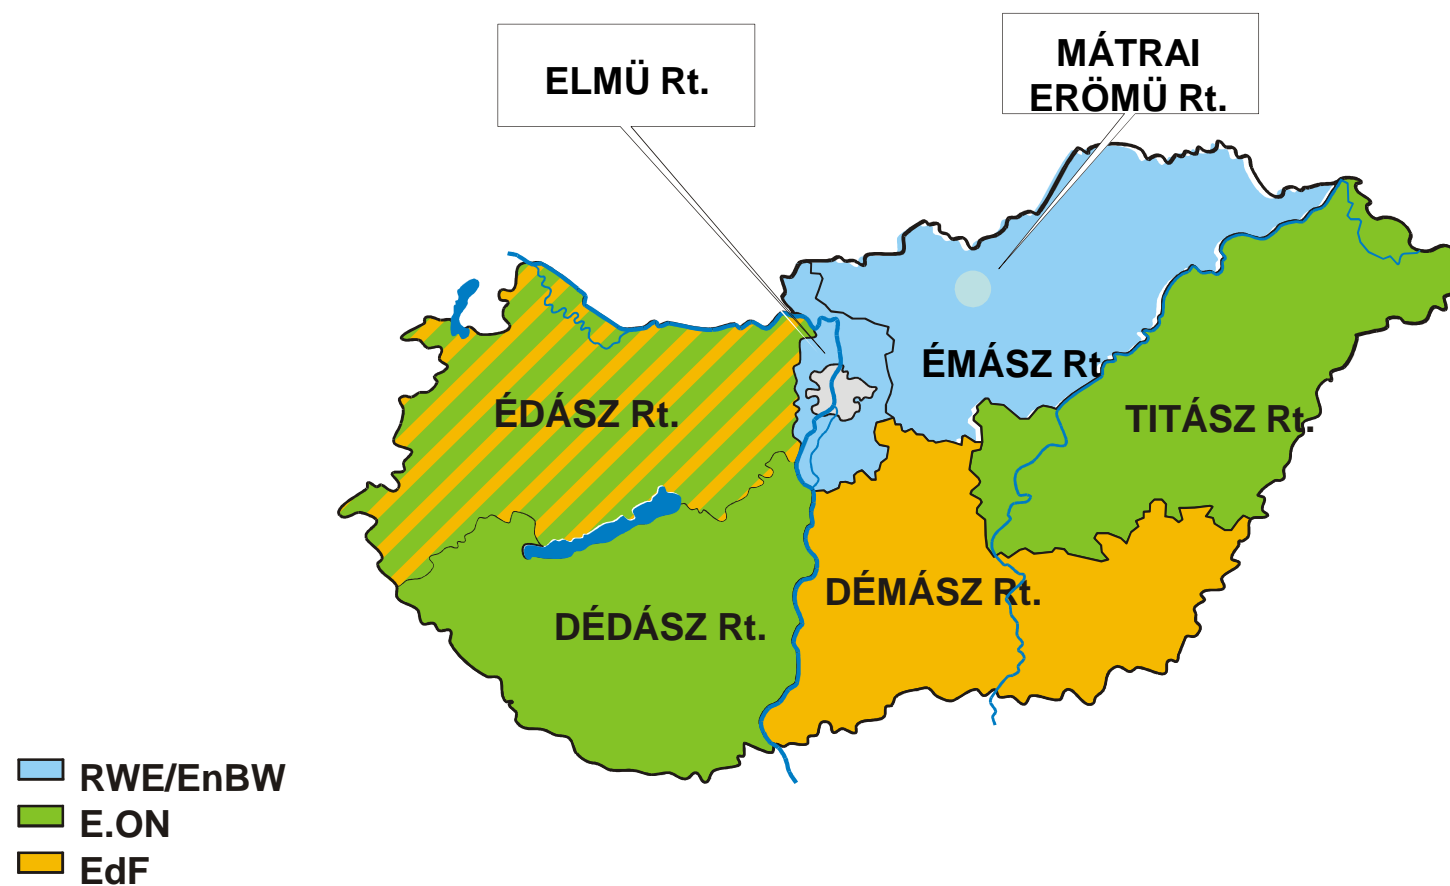 ELMÜ Rt.
MÁTRAI
ERÖMÜ Rt.
ÉMÁSZ Rt
ÉDÁSZ Rt.
TITÁSZ Rt.
DÉMÁSZ Rt.
DÉDÁSZ Rt.
RWE/EnBW
E.ON
EdF